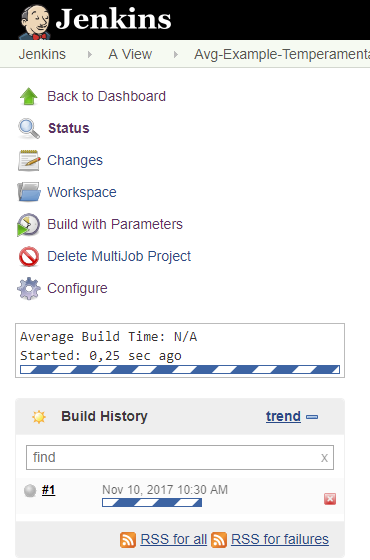 Jenkins
Jenkins A View Avg-Example-Temperament
Back to Dashboard
Status
Changes
Workspace
Build with Parameters
Delete MultiJob Project
Configure
Average Build Time: N/A
Started: 0,25 sec ago
Build History trend
find x
#1 Nov 10, 2017 10:30 AM
RSS for all RSS for failures